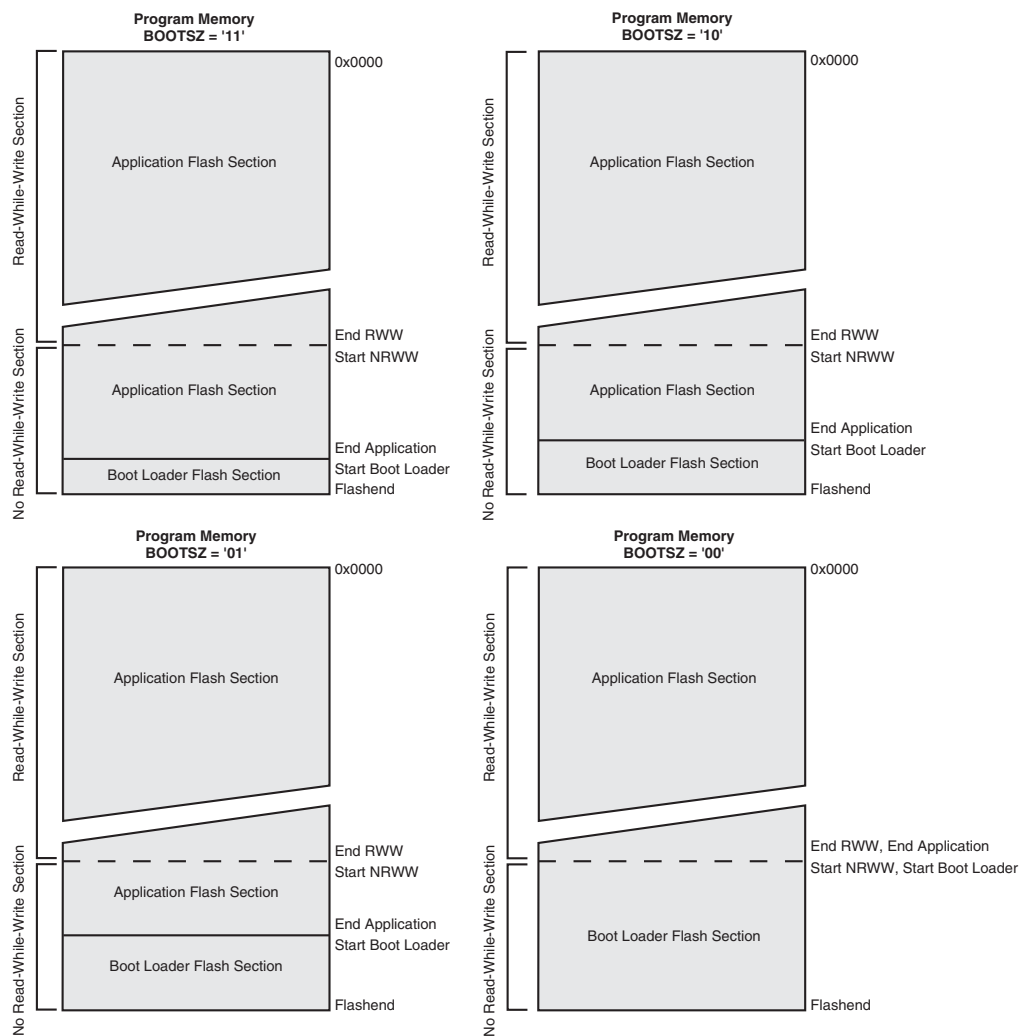 Program Memory
BOOTSZ = '11'
0x0000
Read-While-Write Section
Application Flash Section
End RWW
Start NRWW
No Read-While-Write Section
Application Flash Section
End Application
Start Boot Loader
Boot Loader Flash Section
Flashend
Program Memory
BOOTSZ = '10'
0x0000
Read-While-Write Section
Application Flash Section
End RWW
Start NRWW
No Read-While-Write Section
Application Flash Section
End Application
Start Boot Loader
Boot Loader Flash Section
Flashend
Program Memory
BOOTSZ = '01'
0x0000
Read-While-Write Section
Application Flash Section
End RWW
Start NRWW
No Read-While-Write Section
Application Flash Section
End Application
Start Boot Loader
Boot Loader Flash Section
Flashend
Program Memory
BOOTSZ = '00'
0x0000
Read-While-Write Section
Application Flash Section
End RWW, End Application
Start NRWW, Start Boot Loader
No Read-While-Write Section
Boot Loader Flash Section
Flashend